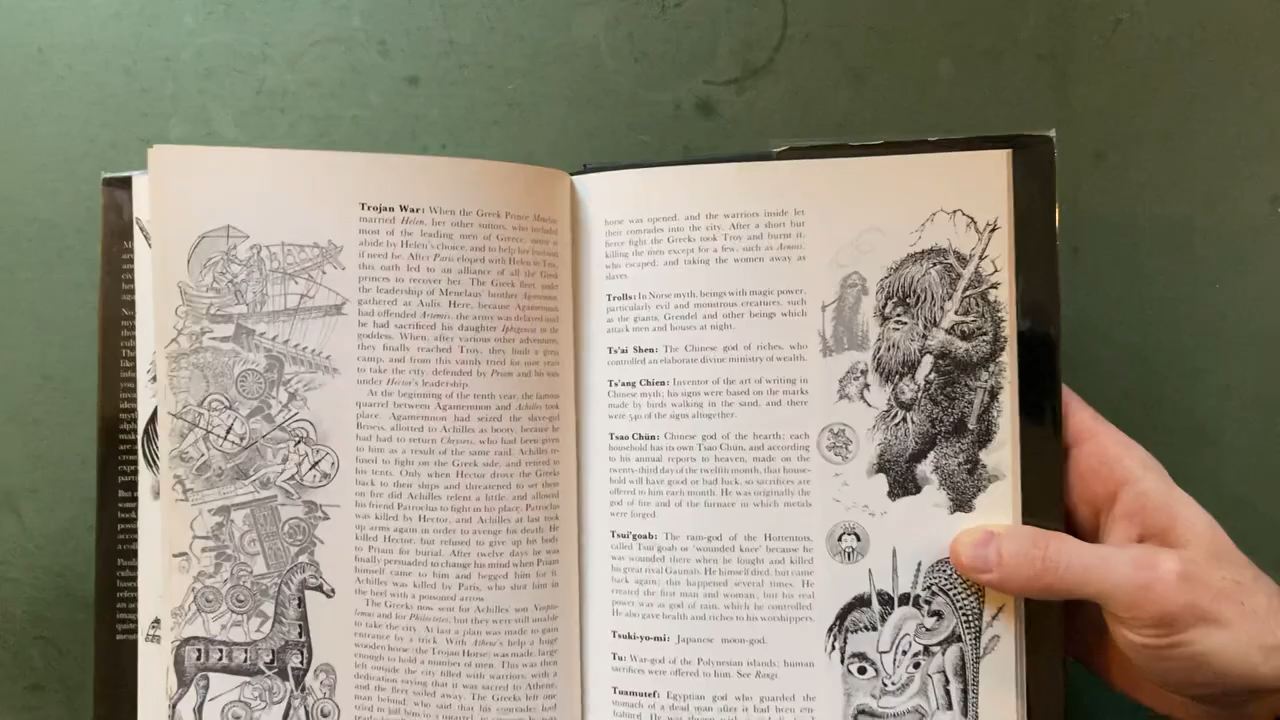 Trojan War: When the Greek Prince Menelaus
married Helen, her other suitors, who included
most of the leading men of Greece, swore to
abide by Helen's choice, and to help her husband
if need be. After Paris eloped with Helen to Troy,
this oath led to an alliance of all the Greek
princes to recover her. The Greek fleet, under
the leadership of Menelaus' brother Agamemnon,
gathered at Aulis. Here, because Agamemnon
had offended Artemis, the army was delayed until
he had sacrificed his daughter Iphigeneia to the
goddess. When, after various other adventures,
they finally reached Troy, they built a great
camp, and from this vainly tried for nine years
to take the city, defended by Priam and his sons
under Hector's leadership.
At the beginning of the tenth year, the famous
quarrel between Agamemnon and Achilles took
place. Agamemnon had seized the slave-girl
Briseis, allotted to Achilles as booty, because he
had had to return Chryseis, who had been given
to him as a result of the same raid. Achilles re-
fused to fight on the Greek side, and retired to
his tents. Only when Hector drove the Greeks
back to their ships and threatened to set them
on fire did Achilles relent a little, and allowed
his friend Patroclus to fight in his place. Patroclus
was killed by Hector, and Achilles at last took
up arms again in order to avenge his death. He
killed Hector, but refused to give up his body
to Priam for burial. After twelve days he was
finally persuaded to change his mind when Priam
himself came to him and begged him for it.
Achilles was killed by Paris, who shot him in
the heel with a poisoned arrow.
The Greeks now sent for Achilles' son Neopto-
lemus and for Philoctetes, but they were still unable
to take the city. At last a plan was made to gain
entrance by a trick. With Athene's help a huge
wooden horse (the Trojan Horse) was made, large
enough to hold a number of men. This was then
left outside the city filled with warriors, with a
dedication saying that it was sacred to Athene,
and the fleet sailed away. The Greeks left one
man behind, who said that his comrades had
tried to kill him in a quarrel
horse was opened, and the warriors inside let
their comrades into the city. After a short but
fierce fight the Greeks took Troy and burnt it,
killing the men except for a few, such as Aeneas,
who escaped, and taking the women away as
slaves.
Trolls: In Norse myth, beings with magic power,
particularly evil and monstrous creatures, such
as the giants, Grendel and other beings which
attack men and houses at night.
Ts'ai Shen: The Chinese god of riches, who
controlled an elaborate divine ministry of wealth.
Ts'ang Chien: Inventor of the art of writing in
Chinese myth; his signs were based on the marks
made by birds walking in the sand, and there
were 540 of the signs altogether.
Tsao Chün: Chinese god of the hearth; each
household has its own Tsao Chün, and according
to his annual reports to heaven, made on the
twenty-third day of the twelfth month, that house-
hold will have good or bad luck; so sacrifices are
offered to him each month. He was originally the
god of fire and of the furnace in which metals
were forged.
Tsui'goab: The rain-god of the Hottentots,
called Tsui'goab or 'wounded knee' because he
was wounded there when he fought and killed
his great rival Gaunab. He himself died, but came
back again; this happened several times. He
created the first man and woman, but his real
power was as god of rain, which he controlled.
He also gave health and riches to his worshippers.
Tsuki-yo-mi: Japanese moon-god.
Tu: War-god of the Polynesian islands; human
sacrifices were offered to him. See Rangi.
Tuamutef: Egyptian god who guarded the
stomach of a dead man after it had been em-
balmed. He was shown with